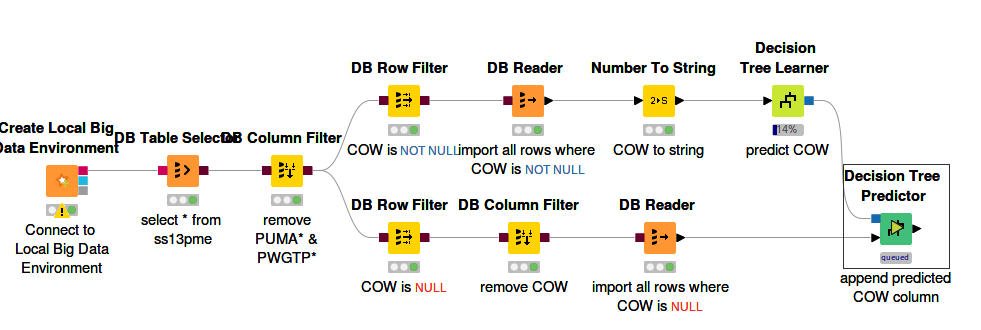 Decision
Tree Learner
DB Row Filter
DB Reader
Number To String
2▸S
14%
COW is NOT NULL
import all rows where
COW is NOT NULL
COW to string
predict COW
Create Local Big
Data Environment
DB Table Selector
DB Column Filter
Connect to
Local Big Data
Environment
select * from
ss13pme
remove
PUMA* &
PWGTP*
DB Row Filter
DB Column Filter
DB Reader
COW is NULL
remove COW
import all rows where
COW is NULL
Decision Tree
Predictor
queued
append predicted
COW column